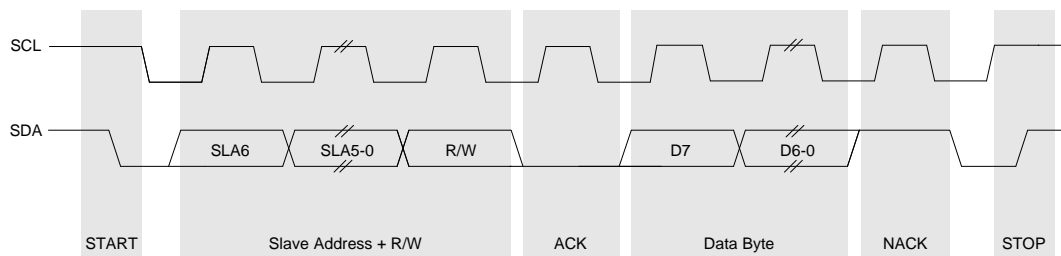 SCL
SDA
SLA6 SLA5-0 R/W D7 D6-0
START Slave Address + R/W ACK Data Byte NACK STOP